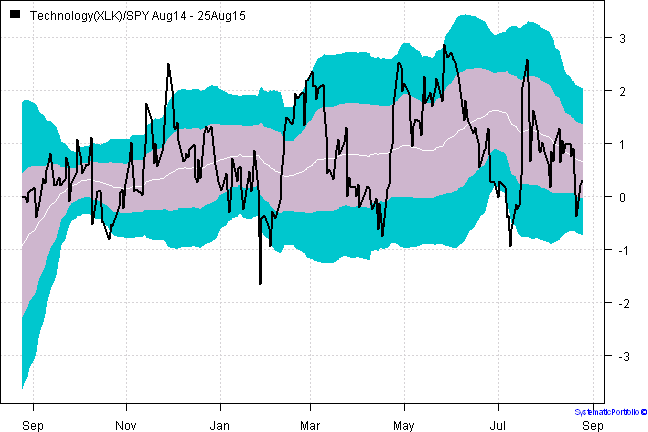 Technology(XLK)/SPY Aug14 - 25Aug15
3
2
1
0
-1
-2
-3
Sep Nov Jan Mar May Jul Sep
SystematicPortfolio ©